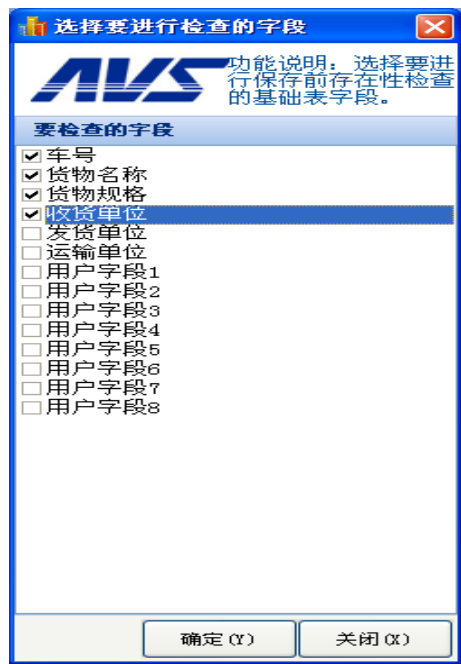 选择要进行检查的字段
AVS
功能说明：选择要进
行保存前存在性检查
的基础表字段。
要检查的字段
车号
货物名称
货物规格
收货单位
发货单位
运输单位
用户字段1
用户字段2
用户字段3
用户字段4
用户字段5
用户字段6
用户字段7
用户字段8
确定(Y)
关闭(X)